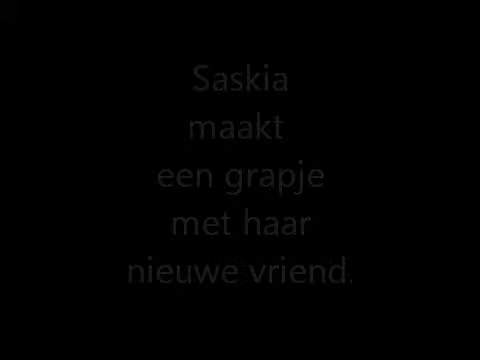 Saskia
maakt
een grapje
met haar
nieuwe vriend.